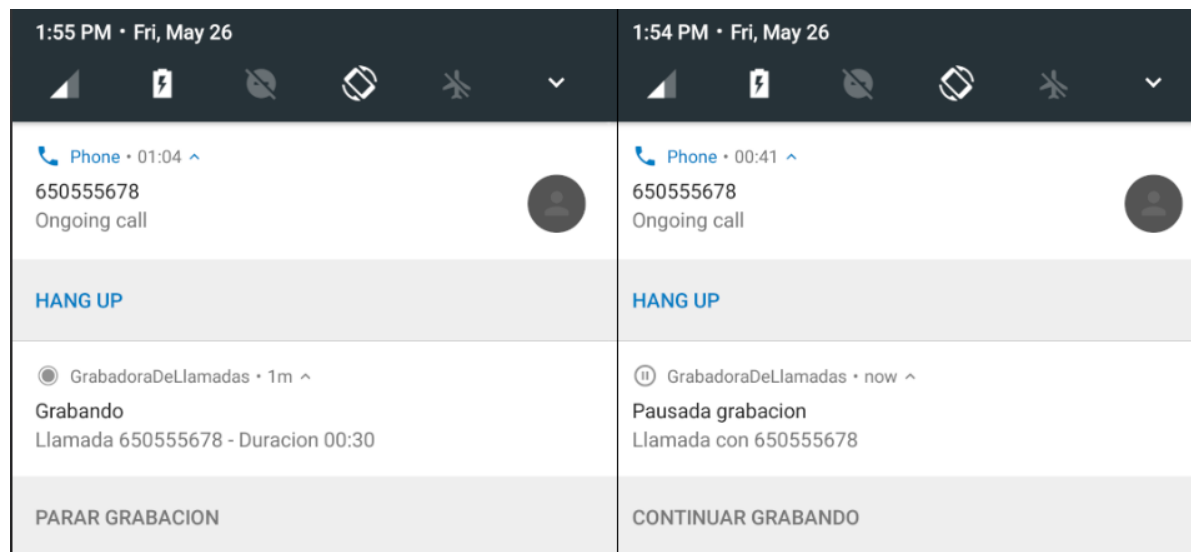 1:55 PM • Fri, May 26
Phone • 01:04
650555678
Ongoing call
HANG UP
GrabadoraDeLlamadas • 1m
Grabando
Llamada 650555678 - Duracion 00:30
PARAR GRABACION
1:54 PM • Fri, May 26
Phone • 00:41
650555678
Ongoing call
HANG UP
GrabadoraDeLlamadas • now
Pausada grabacion
Llamada con 650555678
CONTINUAR GRABANDO